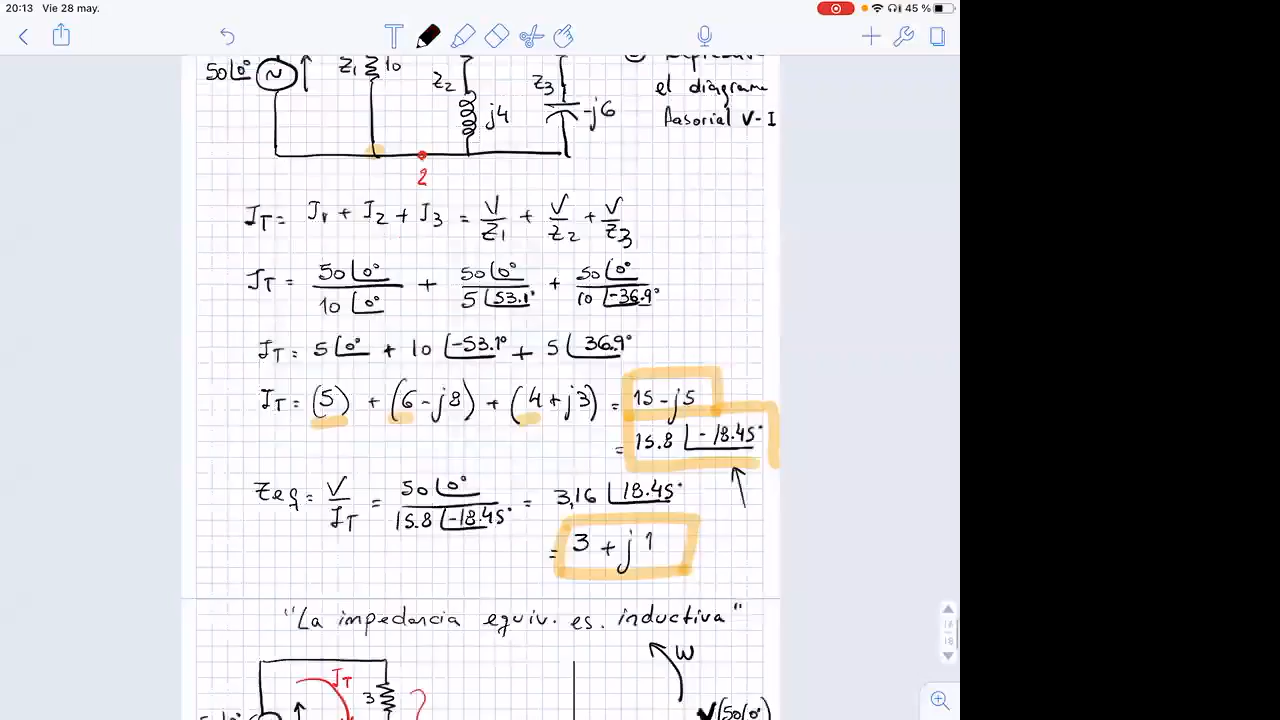 20:13 Vie 28 may.
45 %
50∠0°
Z1
10
Z2
j4
Z3
-j6
el diagrama
fasorial V-I
2
IT = I1 + I2 + I3 = V/Z1 + V/Z2 + V/Z3
IT = 50∠0°/10∠0° + 50∠0°/5∠53.1° + 50∠0°/10∠-36.9°
IT = 5∠0° + 10∠-53.1° + 5∠36.9°
IT = (5) + (6-j8) + (4+j3) = 15-j5
= 15.8∠-18.45°
Zeq = V/IT = 50∠0°/15.8∠-18.45° = 3,16∠18.45°
= 3 + j1
"La impedancia equiv. es. inductiva"
W
IT
3
V(50∠0°)